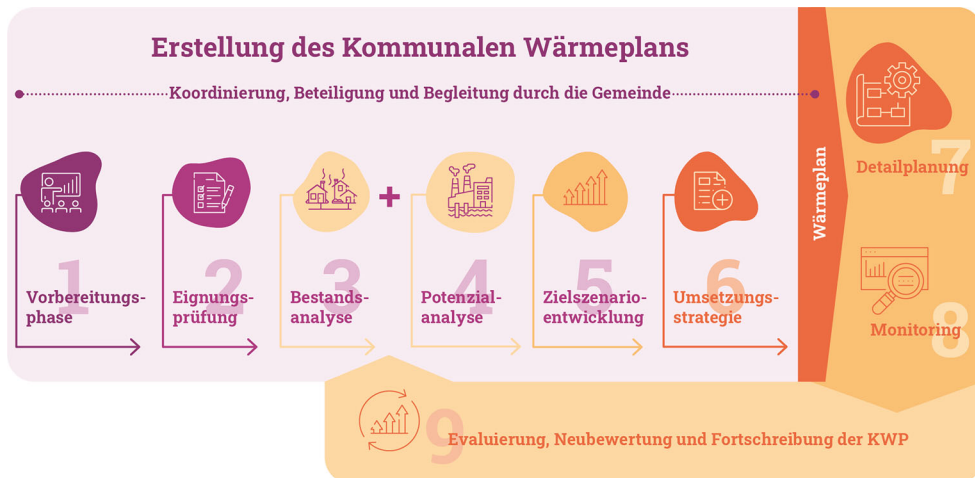 Erstellung des Kommunalen Wärmeplans
Koordinierung, Beteiligung und Begleitung durch die Gemeinde
1
Vorbereitungs-
phase
2
Eignungs-
prüfung
+
3
Bestands-
analyse
4
Potenzial-
analyse
5
Zielszenario-
entwicklung
6
Umsetzungs-
strategie
Wärmeplan
7
Detailplanung
8
Monitoring
9
Evaluierung, Neubewertung und Fortschreibung der KWP